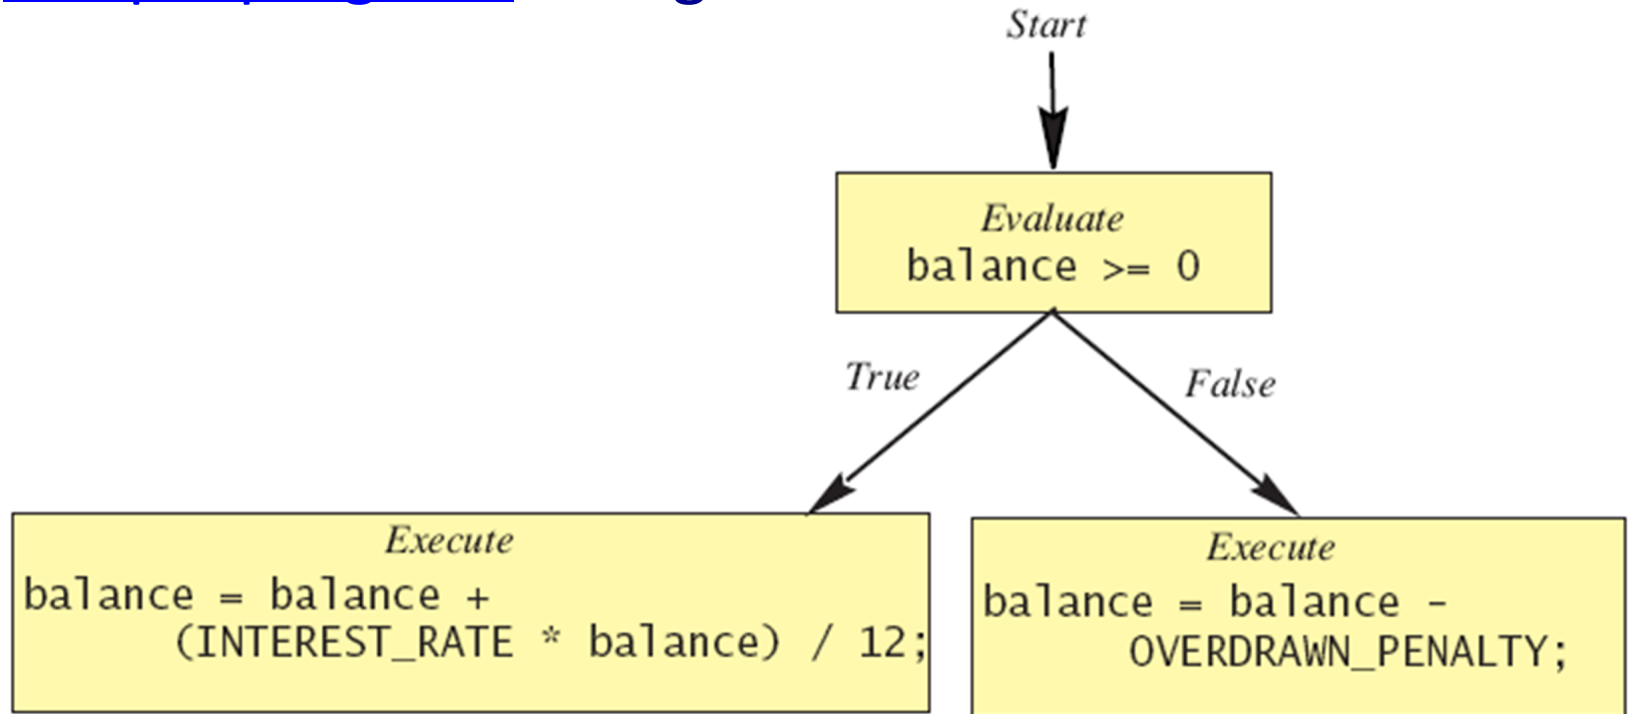 Start
Evaluate
balance >= 0
True
False
Execute
balance = balance +
(INTEREST_RATE * balance) / 12;
Execute
balance = balance -
OVERDRAWN_PENALTY;